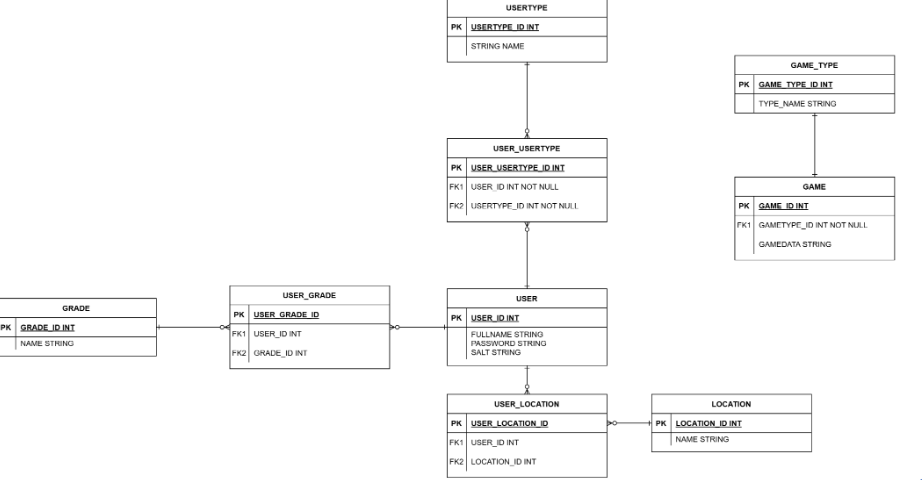 USERTYPE
PK USERTYPE_ID INT
STRING NAME
GAME_TYPE
PK GAME_TYPE_ID INT
TYPE_NAME STRING
USER_USERTYPE
PK USER_USERTYPE_ID INT
FK1 USER_ID INT NOT NULL
FK2 USERTYPE_ID INT NOT NULL
GAME
PK GAME_ID INT
FK1 GAMETYPE_ID INT NOT NULL
GAMEDATA STRING
GRADE
PK GRADE_ID INT
NAME STRING
USER_GRADE
PK USER_GRADE_ID
FK1 USER_ID INT
FK2 GRADE_ID INT
USER
PK USER_ID INT
FULLNAME STRING
PASSWORD STRING
SALT STRING
USER_LOCATION
PK USER_LOCATION_ID
FK1 USER_ID INT
FK2 LOCATION_ID INT
LOCATION
PK LOCATION_ID INT
NAME STRING